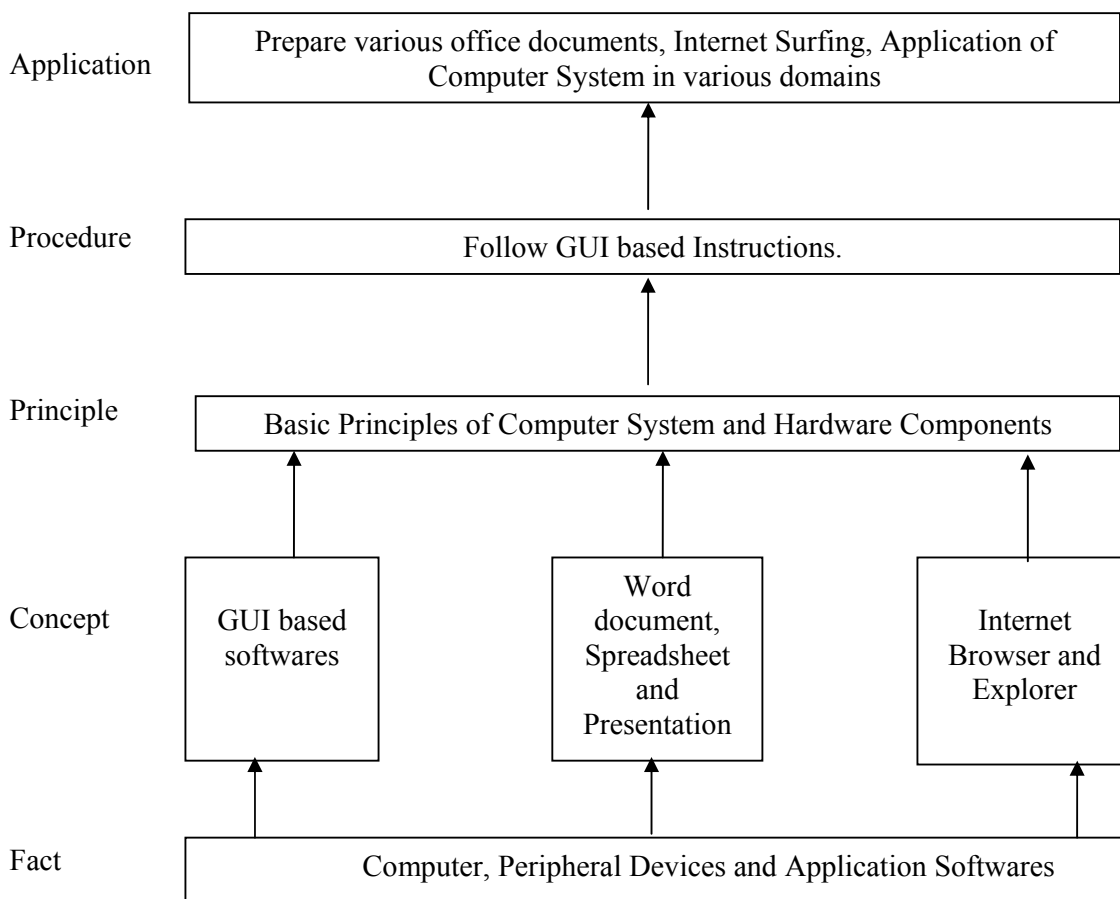 Application
Prepare various office documents, Internet Surfing, Application of
Computer System in various domains
Procedure
Follow GUI based Instructions.
Principle
Basic Principles of Computer System and Hardware Components
Concept
GUI based
softwares
Word
document,
Spreadsheet
and
Presentation
Internet
Browser and
Explorer
Fact
Computer, Peripheral Devices and Application Softwares